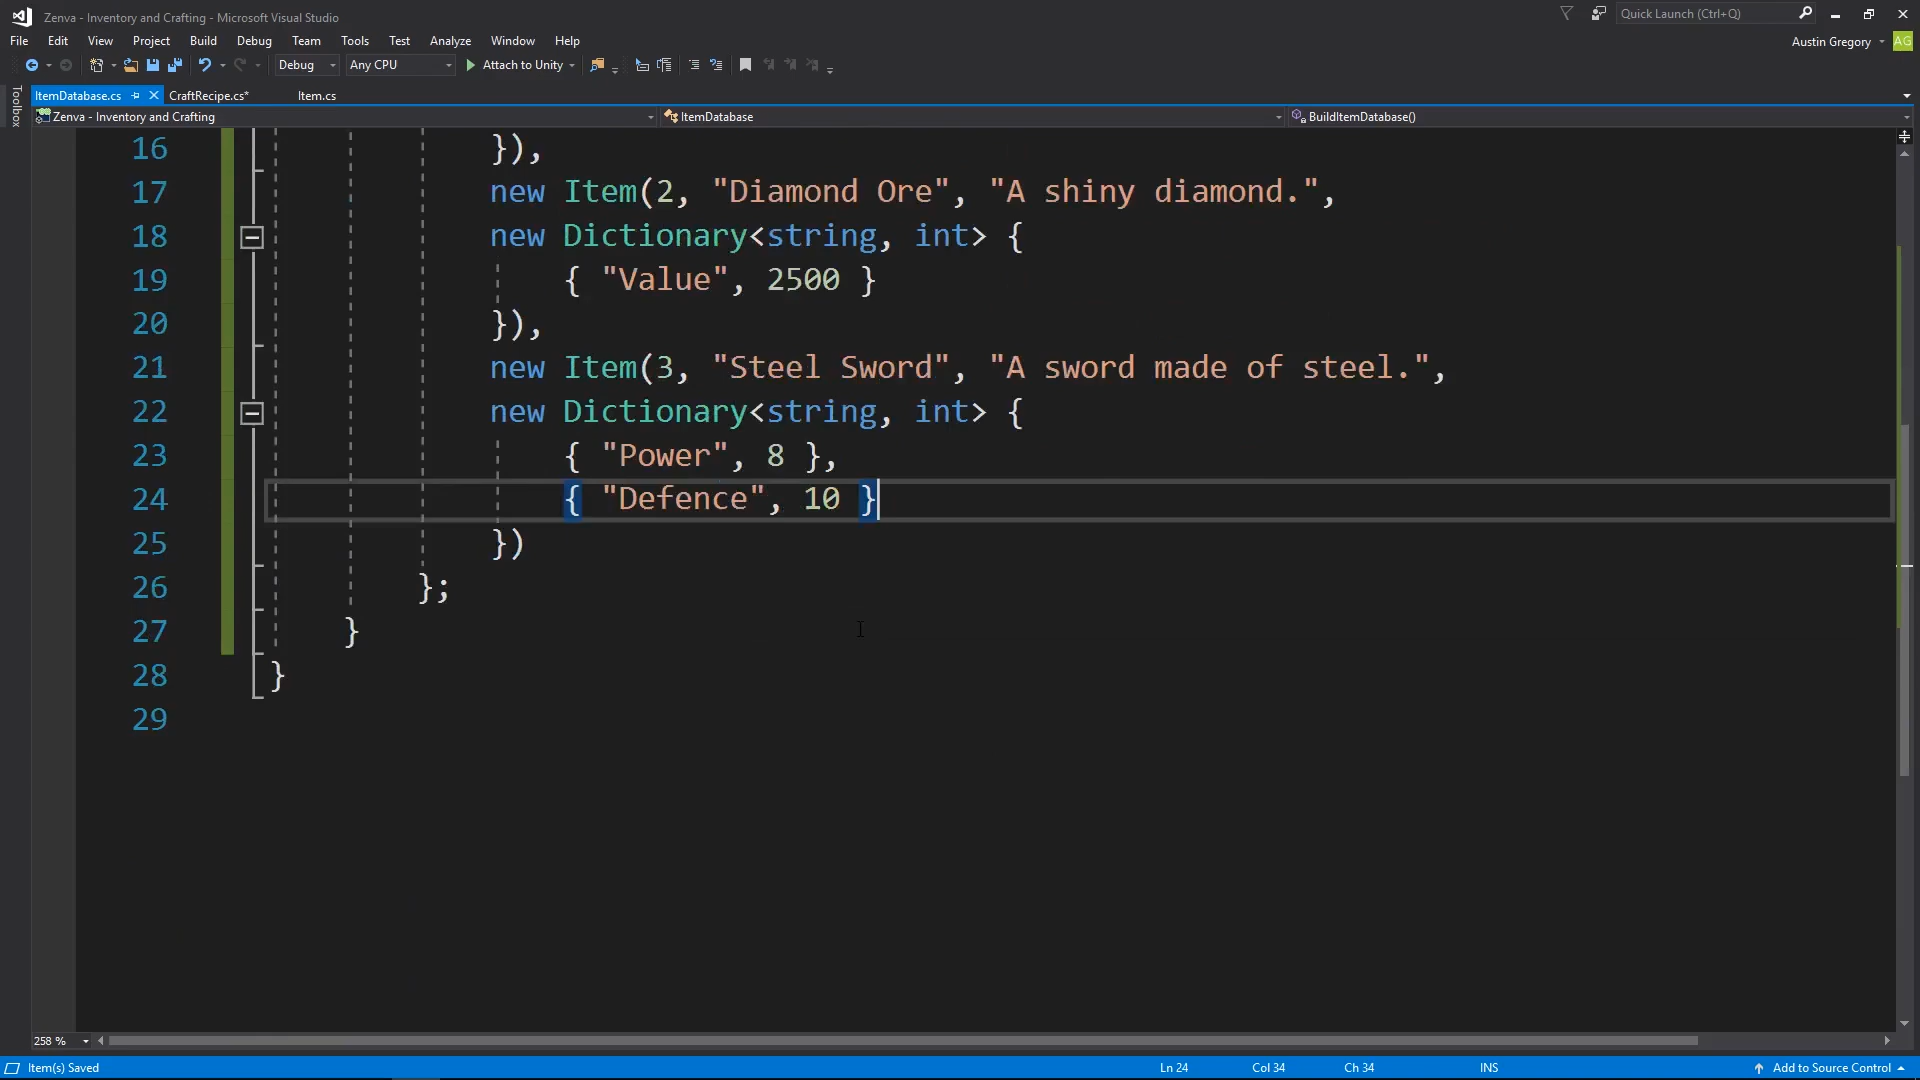 Zenva - Inventory and Crafting - Microsoft Visual Studio
Quick Launch (Ctrl+Q)
File Edit View Project Build Debug Team Tools Test Analyze Window Help
Austin Gregory AG
Debug Any CPU Attach to Unity
Toolbox
ItemDatabase.cs CraftRecipe.cs* Item.cs
Zenva - Inventory and Crafting ItemDatabase BuildItemDatabase()
16 }),
17 new Item(2, "Diamond Ore", "A shiny diamond.",
18 new Dictionary<string, int> {
19 { "Value", 2500 }
20 }),
21 new Item(3, "Steel Sword", "A sword made of steel.",
22 new Dictionary<string, int> {
23 { "Power", 8 },
24 { "Defence", 10 }
25 })
26 };
27 }
28 }
29
258 %
Item(s) Saved Ln 24 Col 34 Ch 34 INS Add to Source Control